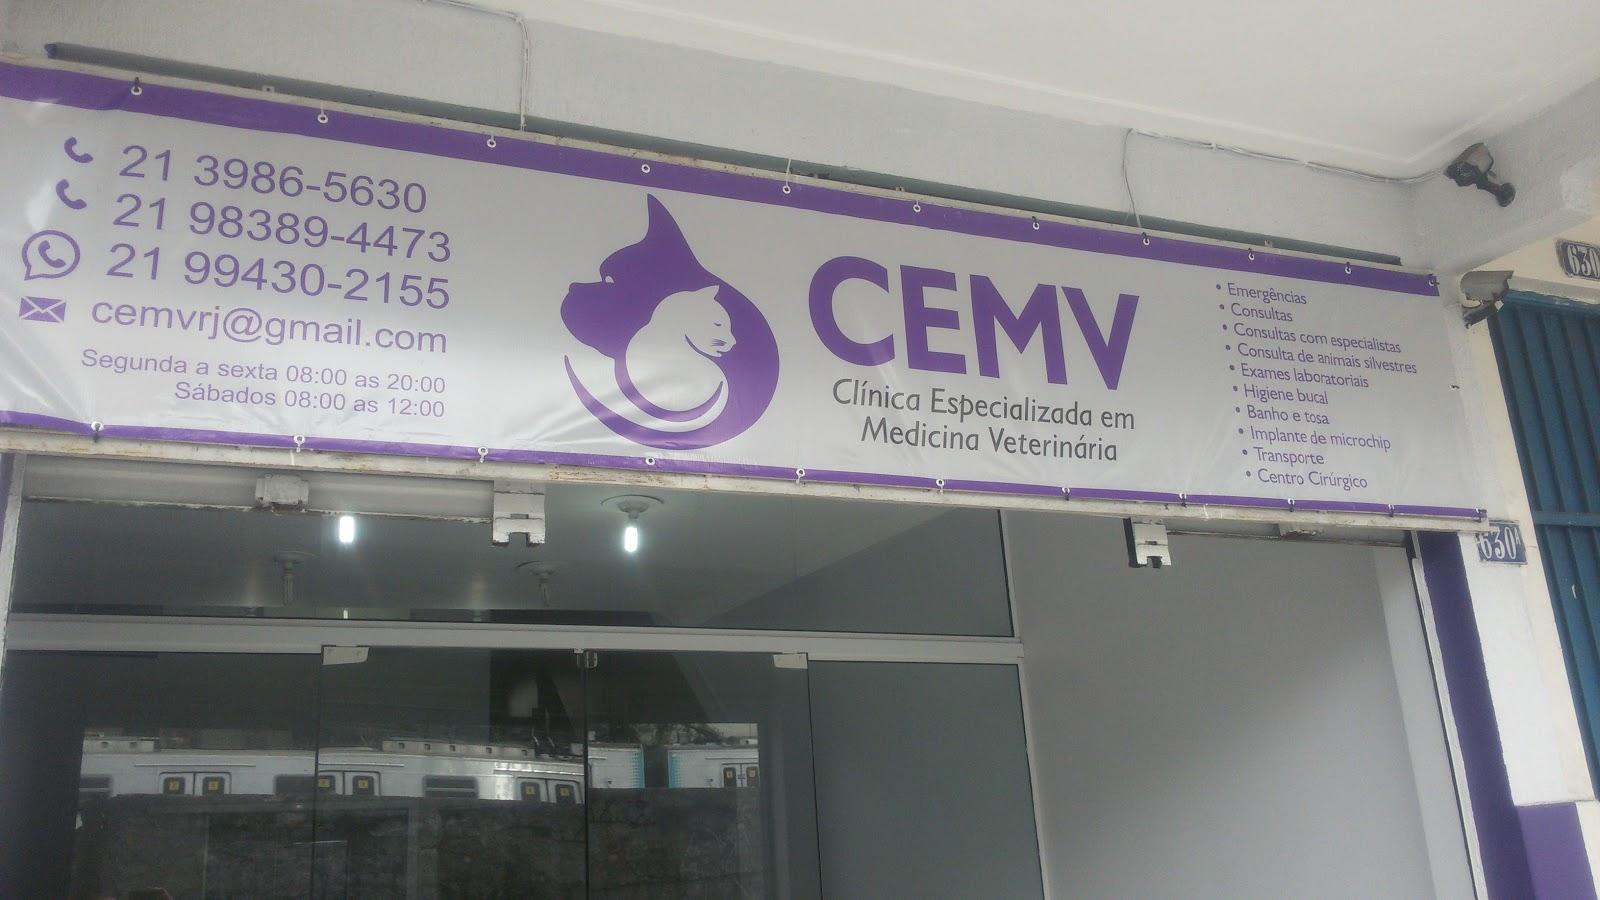 21 3986-5630
21 98389-4473
21 99430-2155
cemvrj@gmail.com
Segunda a sexta 08:00 as 20:00
Sábados 08:00 as 12:00
CEMV
Clínica Especializada em
Medicina Veterinária
• Emergências
• Consultas
• Consultas com especialistas
• Consulta de animais silvestres
• Exames laboratoriais
• Higiene bucal
• Banho e tosa
• Implante de microchip
• Transporte
• Centro Cirúrgico
630
630A